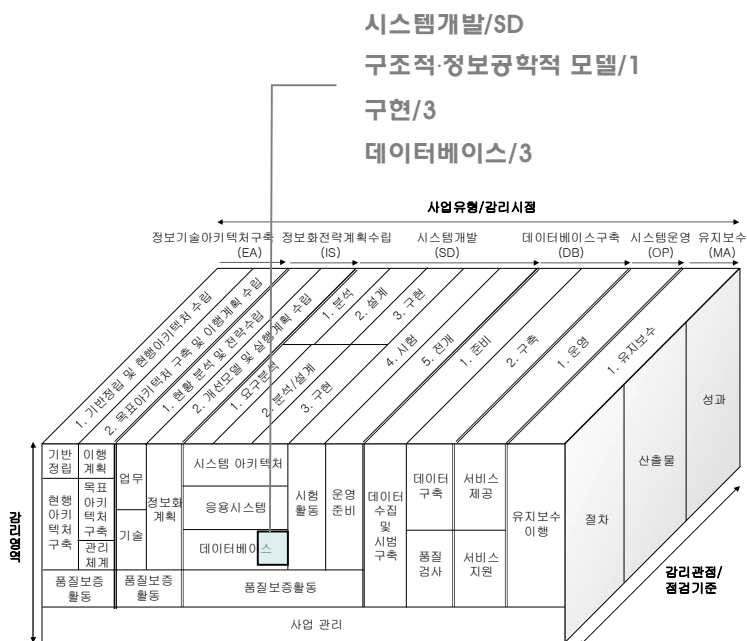 시스템개발/SD
구조적·정보공학적 모델/1
구현/3
데이터베이스/3
사업유형/감리시점
정보기술아키텍처구축
(EA)
정보화전략계획수립
(IS)
시스템개발
(SD)
데이터베이스구축
(DB)
시스템운영
(OP)
유지보수
(MA)
1. 기반정립 및 현행아키텍처 수립
2. 목표아키텍처 구축 및 이행계획 수립
1. 현황 분석 및 전략수립
2. 개선모델 및 실행계획 수립
1. 분석
2. 설계
3. 구현
1. 요구분석
2. 분석/설계
3. 구현
4. 시험
5. 전개
1. 준비
2. 구축
1. 운영
1. 유지보수
기반
정립
이행
계획
현행
아키
텍처
구축
목표
아키
텍처
구축
관리
체계
업무
기술
정보화
계획
시스템 아키텍처
응용시스템
데이터베이스
시험
활동
운영
준비
데이터
수집
및
시범
구축
데이터
구축
품질
검사
서비스
제공
서비스
지원
유지보수
이행
절차
산출물
성과
품질보증
활동
품질보증
활동
품질보증활동
사업 관리
감리영역
감리관점/
점검기준